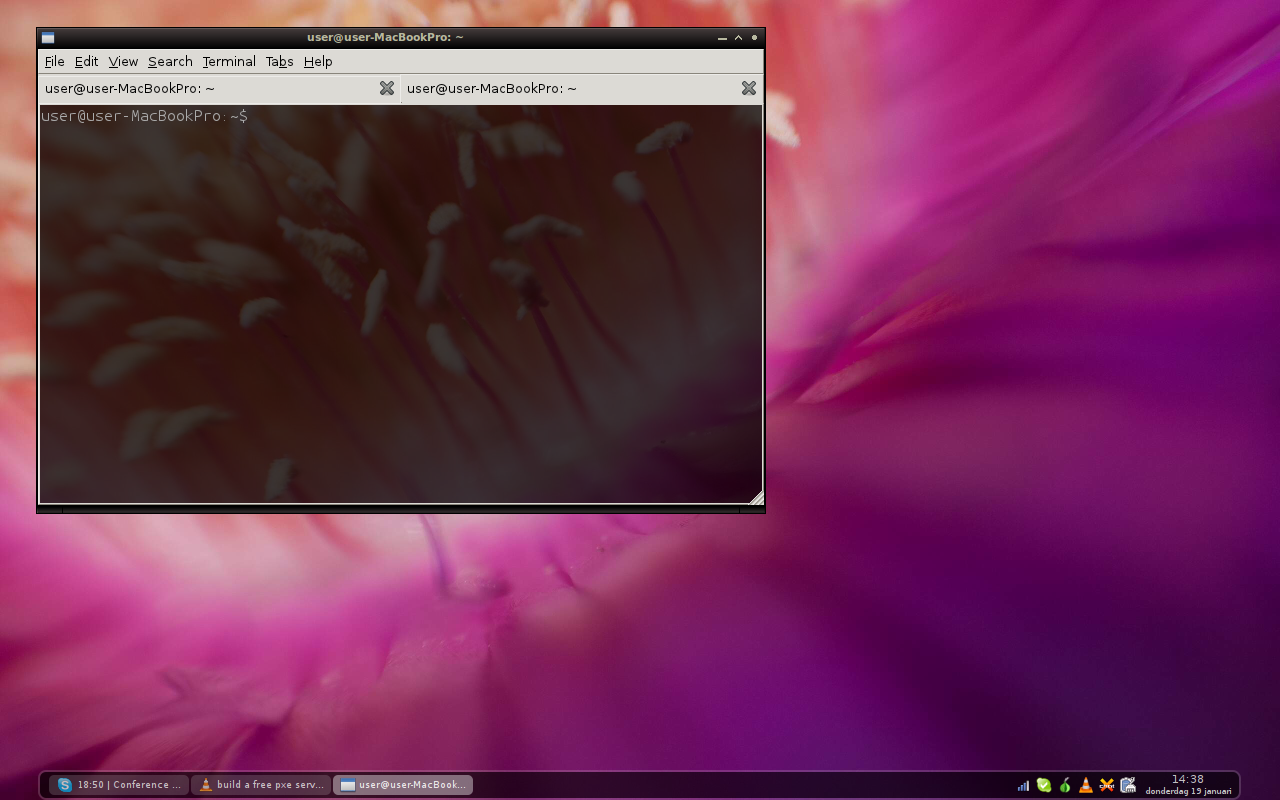 user@user-MacBookPro: ~
File Edit View Search Terminal Tabs Help
user@user-MacBookPro: ~ user@user-MacBookPro: ~
user@user-MacBookPro:~$
18:50 | Conference ... build a free pxe serv... user@user-MacBook... 14:38
donderdag 19 januari